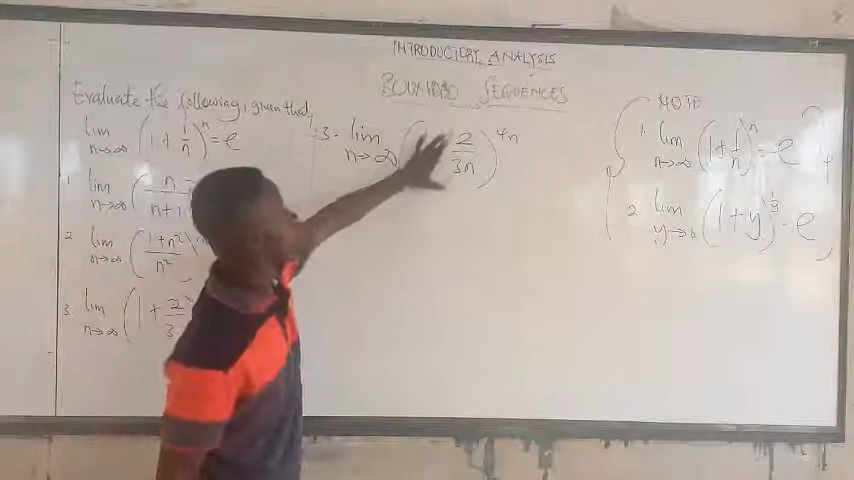 INTRODUCTORY ANALYSIS
BOUNDED SEQUENCES
Evaluate the following, given that,
lim n→∞ (1 + 1/n)^n = e
1 lim n→∞ ( n
n+1
2 lim n→∞ (1+n²/n²)
3 lim n→∞ (1 + 2/3
3. lim n→∞ ( 2/3n)^4n
NOTE
1. lim n→∞ (1 + 1/n)^n = e
2 lim y→0 (1 + y)^1/y = e